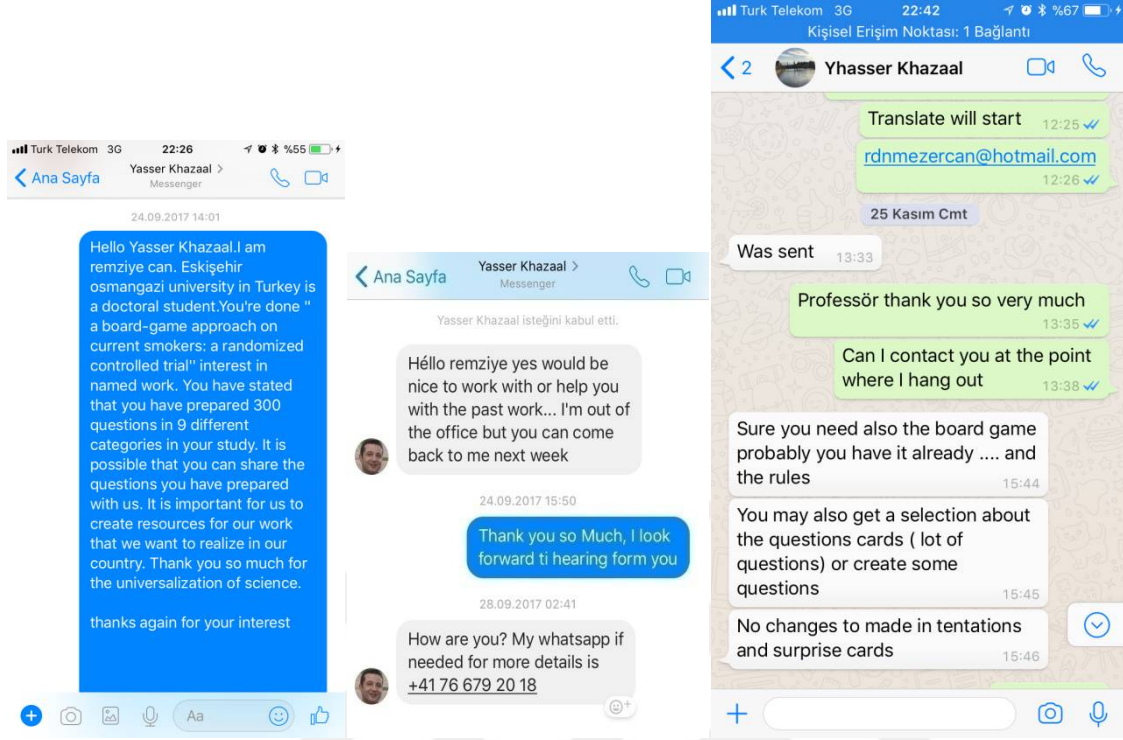 Turk Telekom 3G 22:26 %55
Ana Sayfa
Yasser Khazaal >
Messenger
24.09.2017 14:01
Hello Yasser Khazaal.I am
remziye can. Eskişehir
osmangazi university in Turkey is
a doctoral student.You're done "
a board-game approach on
current smokers: a randomized
controlled trial" interest in
named work. You have stated
that you have prepared 300
questions in 9 different
categories in your study. It is
possible that you can share the
questions you have prepared
with us. It is important for us to
create resources for our work
that we want to realize in our
country. Thank you so much for
the universalization of science.
thanks again for your interest
Aa
Ana Sayfa
Yasser Khazaal >
Messenger
Yasser Khazaal isteğini kabul etti.
Héllo remziye yes would be
nice to work with or help you
with the past work... I'm out of
the office but you can come
back to me next week
24.09.2017 15:50
Thank you so Much, I look
forward ti hearing form you
28.09.2017 02:41
How are you? My whatsapp if
needed for more details is
+41 76 679 20 18
Turk Telekom 3G 22:42 %67
Kişisel Erişim Noktası: 1 Bağlantı
2 Yhasser Khazaal
Translate will start 12:25
rdnmezercan@hotmail.com
12:26
25 Kasım Cmt
Was sent 13:33
Professör thank you so very much
13:35
Can I contact you at the point
where I hang out 13:38
Sure you need also the board game
probably you have it already .... and
the rules 15:44
You may also get a selection about
the questions cards ( lot of
questions) or create some
questions 15:45
No changes to made in tentations
and surprise cards 15:46